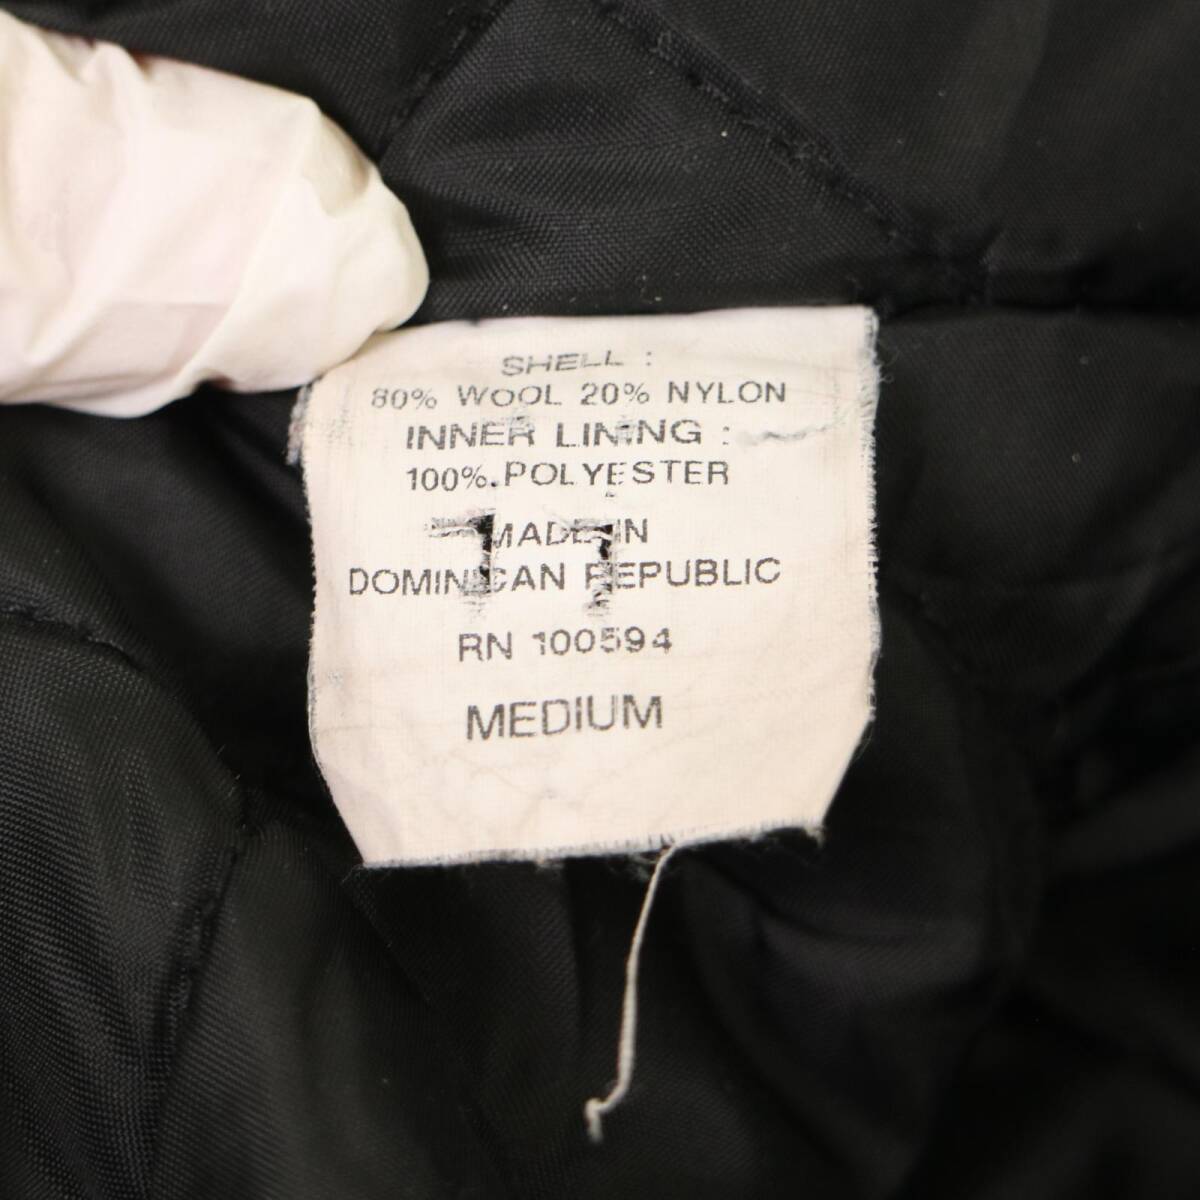 SHELL :
80% WOOL 20% NYLON
INNER LINING :
100% POLYESTER
MADE IN
DOMINICAN REPUBLIC
RN 100594
MEDIUM